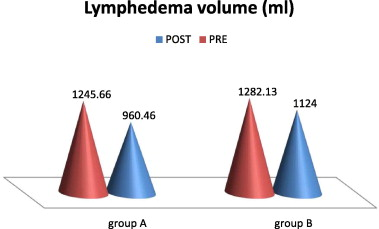 Lymphedema volume (ml)
POST PRE
1245.66 960.46 1282.13 1124
group A group B